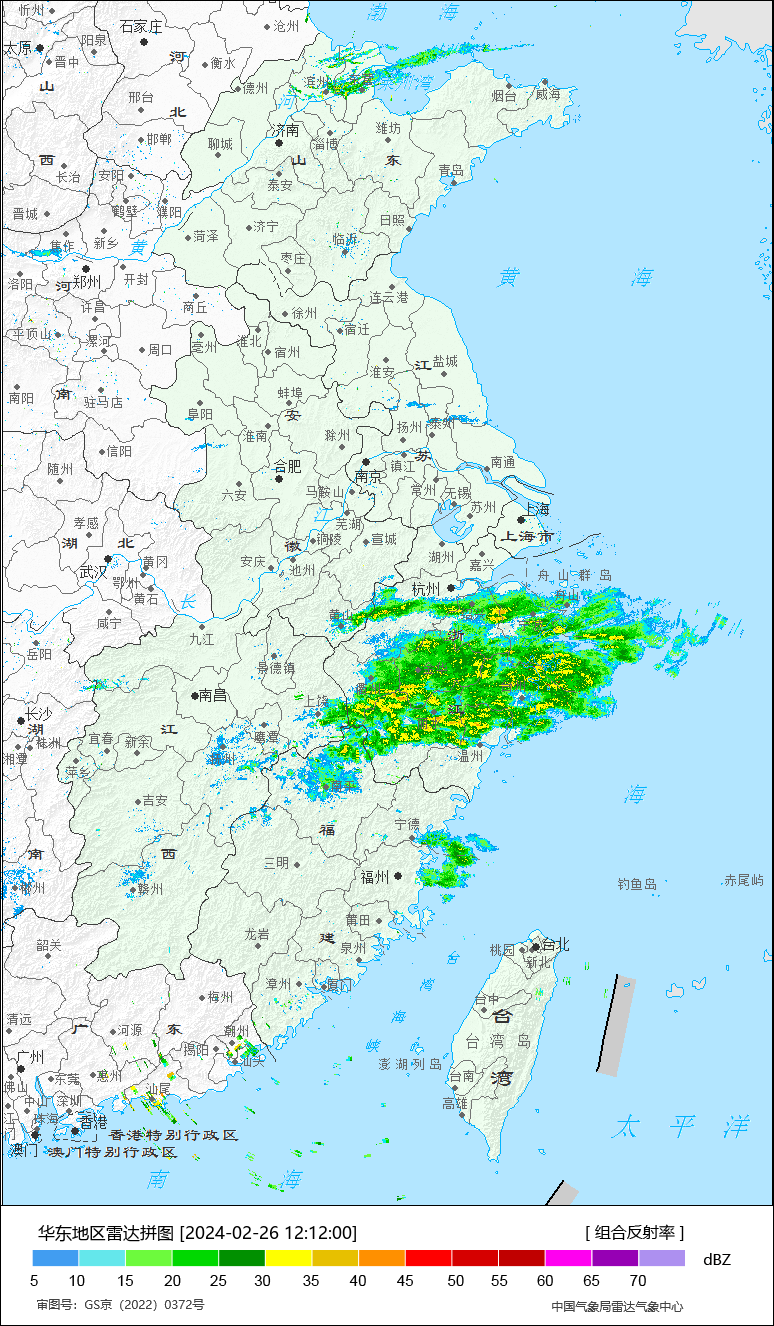 渤 海
忻州
石家庄
沧州
太原
阳泉
晋中
河
衡水
滨州
德州
山
邢台
北
河
烟台
威海
济南
淄博
潍坊
邯郸
聊城
西
山
东
长治
安阳
泰安
青岛
晋城
鹤壁
濮阳
济宁
日照
焦作
新乡
黄
菏泽
临沂
枣庄
洛阳
河
郑州
开封
黄 海
许昌
商丘
连云港
徐州
平顶山
漯河
周口
亳州
淮北
宿州
宿迁
江
盐城
淮安
南阳
南
驻马店
蚌埠
阜阳
安
扬州
泰州
信阳
淮南
滁州
苏
随州
合肥
南京
镇江
南通
六安
马鞍山
常州
无锡
苏州
上海
孝感
芜湖
江
湖 北
徽
铜陵
宣城
上海市
黄冈
安庆
池州
湖州
嘉兴
武汉
鄂州
黄石
杭州
舟山群岛
长
咸宁
九江
岳阳
浙
景德镇
南昌
上饶
江
长沙
湖
株洲
湘潭
宜春
新余
江
鹰潭
温州
萍乡
吉安
海
福
宁德
南
西
三明
郴州
赣州
福州
钓鱼岛
赤尾屿
莆田
韶关
龙岩
建
泉州
台
台北
桃园
新北
漳州
厦门
湾
梅州
台中
清远
广
河源
东
潮州
海
台
广州
揭阳
汕头
峡
台湾岛
澎湖列岛
东莞
惠州
台南
湾
佛山
汕尾
中山
深圳
高雄
珠海
香港
香港特别行政区
太 平 洋
澳门
澳门特别行政区
南 海
华东地区雷达拼图 [2024-02-26 12:12:00]
[ 组合反射率 ]
dBZ
5 10 15 20 25 30 35 40 45 50 55 60 65 70
审图号：GS京（2022）0372号
中国气象局雷达气象中心